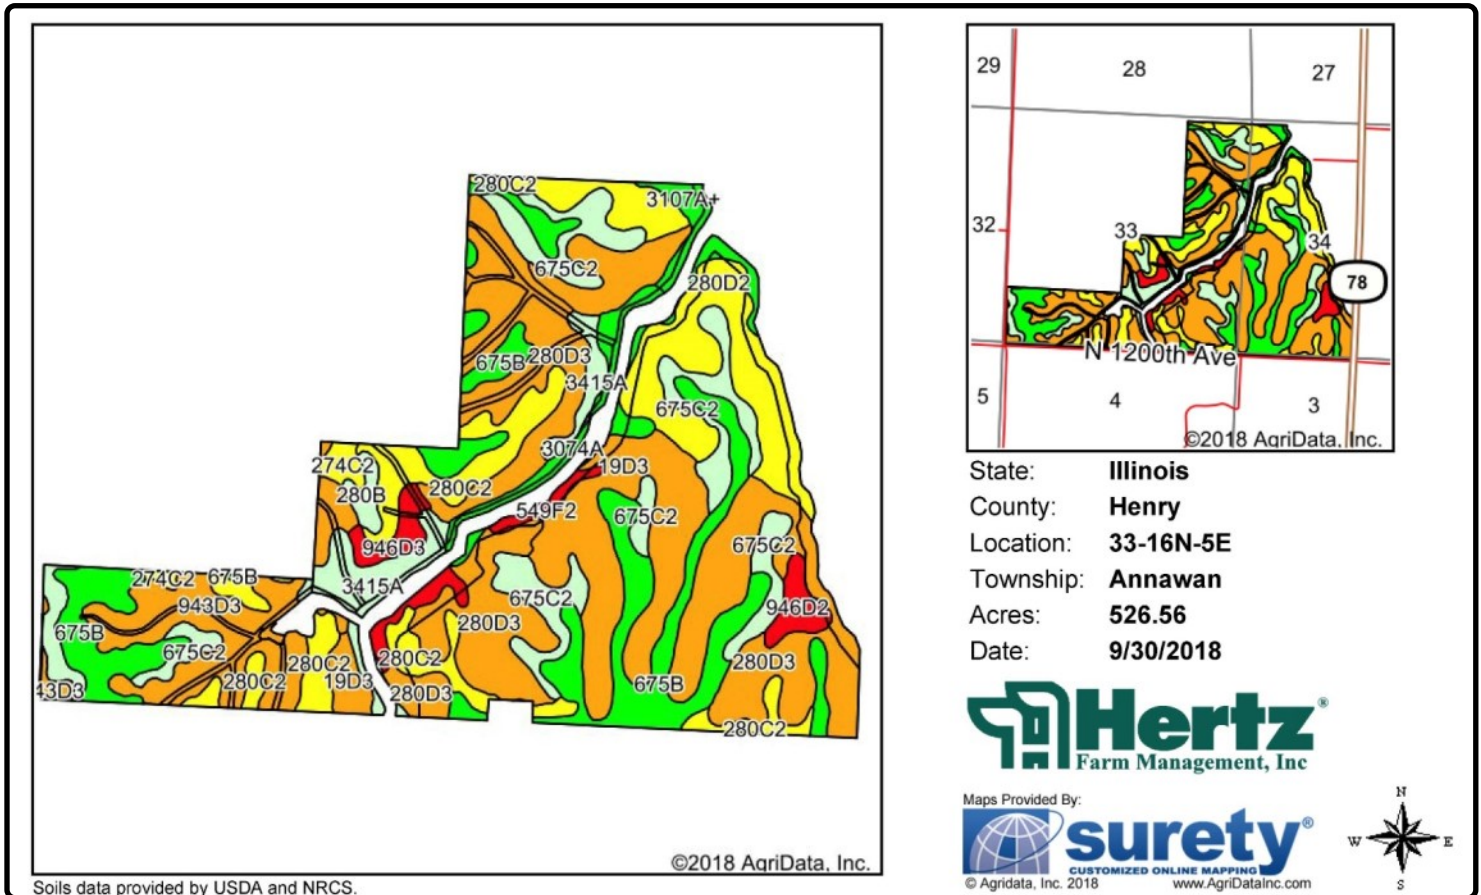 280C2
3107A+
675C2
280D2
675B
280D3
3415A
675C2
3074A
19D3
274C2
280B
280C2
549F2
675C2
946D3
675C2
3415A
274C2
675B
943D3
675C2
946D2
675B
280D3
675C2
280C2
280C2
280D3
280C2
19D3
675B
43D3
280D3
280C2
©2018 AgriData, Inc.
Soils data provided by USDA and NRCS.
29
28
27
32
33
34
78
N 1200th Ave
5
4
3
©2018 AgriData, Inc.
State: Illinois
County: Henry
Location: 33-16N-5E
Township: Annawan
Acres: 526.56
Date: 9/30/2018
Hertz®
Farm Management, Inc
Maps Provided By:
surety®
CUSTOMIZED ONLINE MAPPING
© Agridata, Inc. 2018 www.AgriDataInc.com
N
W E
S